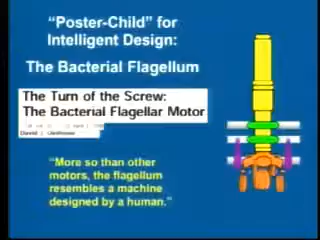 “Poster-Child” for
Intelligent Design:
The Bacterial Flagellum
The Turn of the Screw:
The Bacterial Flagellar Motor
David
“More so than other
motors, the flagellum
resembles a machine
designed by a human.”